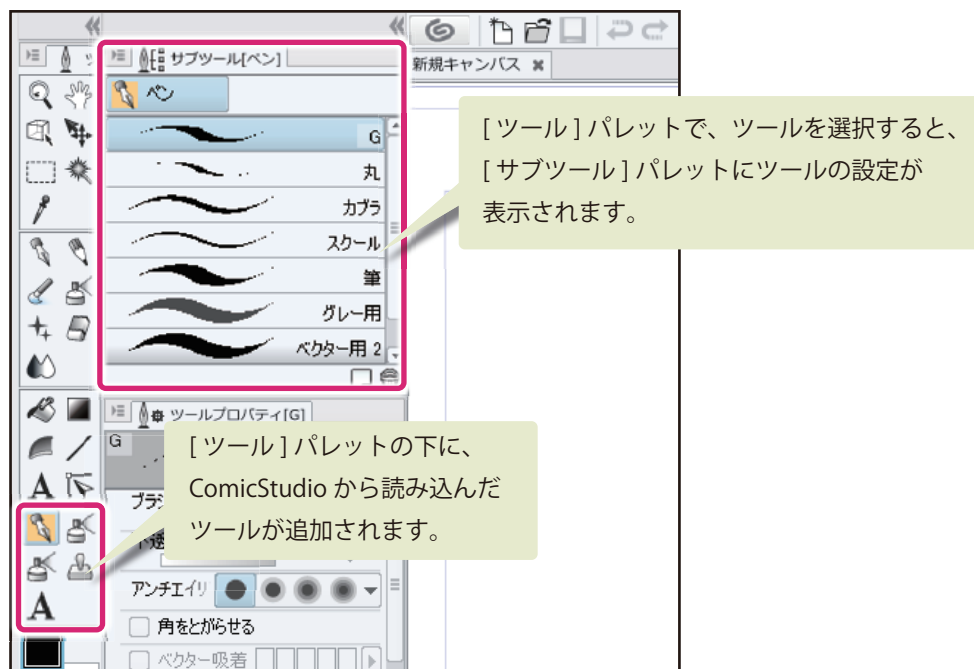 サブツール[ペン]
新規キャンバス
ペン
G
丸
カブラ
スクール
筆
グレー用
ベクター用 2
[ ツール ] パレットで、ツールを選択すると、
[ サブツール ] パレットにツールの設定が
表示されます。
ツールプロパティ[G]
G
[ ツール ] パレットの下に、
ComicStudio から読み込んだ
ツールが追加されます。
アンチエイリ
角をとがらせる
ベクター吸着